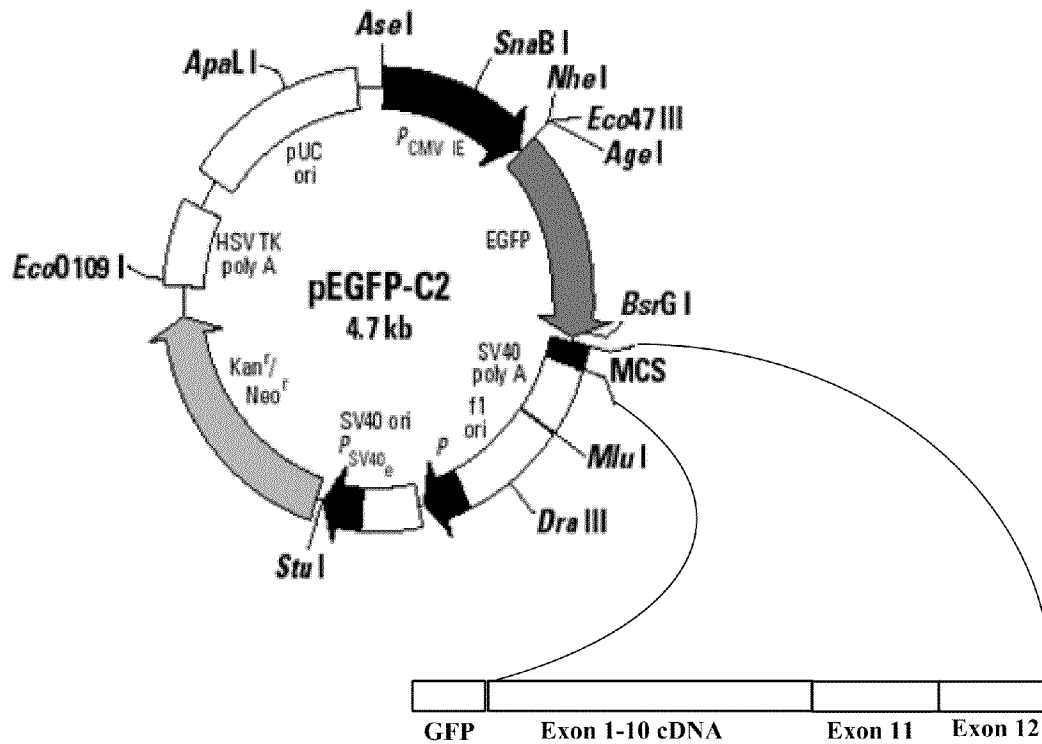 Ase I
SnaB I
ApaL I
Nhe I
Eco47 III
Age I
P CMV IE
pUC
ori
EGFP
HSV TK
poly A
EcoO109 I
pEGFP-C2
4.7 kb
BsrG I
SV40
poly A
MCS
Kanr/
Neor
f1
ori
SV40 ori
P
P SV40e
Mlu I
Dra III
Stu I
GFP
Exon 1-10 cDNA
Exon 11
Exon 12